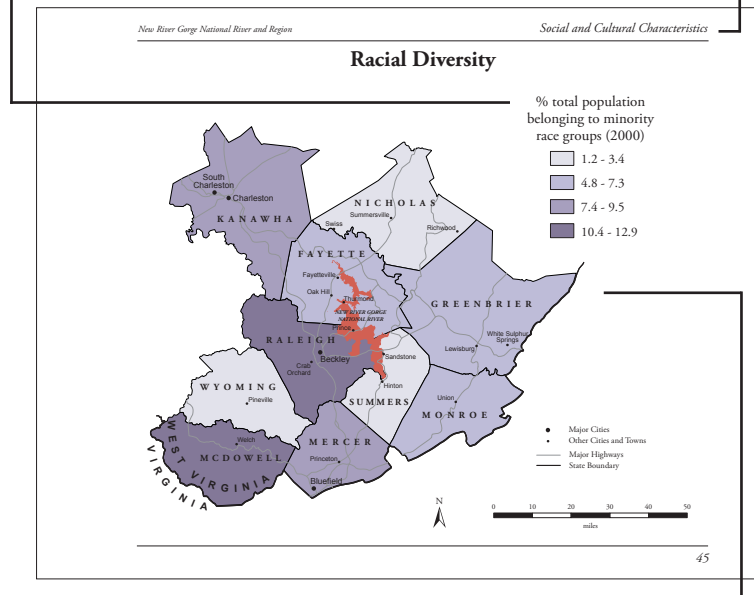 New River Gorge National River and Region
Social and Cultural Characteristics
Racial Diversity
% total population
belonging to minority
race groups (2000)
1.2 - 3.4
4.8 - 7.3
7.4 - 9.5
10.4 - 12.9
South
Charleston
Charleston
KANAWHA
NICHOLAS
Summersville
Swiss
Richwood
FAYETTE
Fayetteville
Oak Hill
Thurmond
NEW RIVER GORGE
NATIONAL RIVER
Prince
GREENBRIER
White Sulphur
Springs
Lewisburg
RALEIGH
Beckley
Crab
Orchard
Sandstone
Hinton
SUMMERS
WYOMING
Pineville
Union
MONROE
MERCER
Princeton
Bluefield
Welch
MCDOWELL
WEST VIRGINIA
VIRGINIA
Major Cities
Other Cities and Towns
Major Highways
State Boundary
N
0 10 20 30 40 50
miles
45